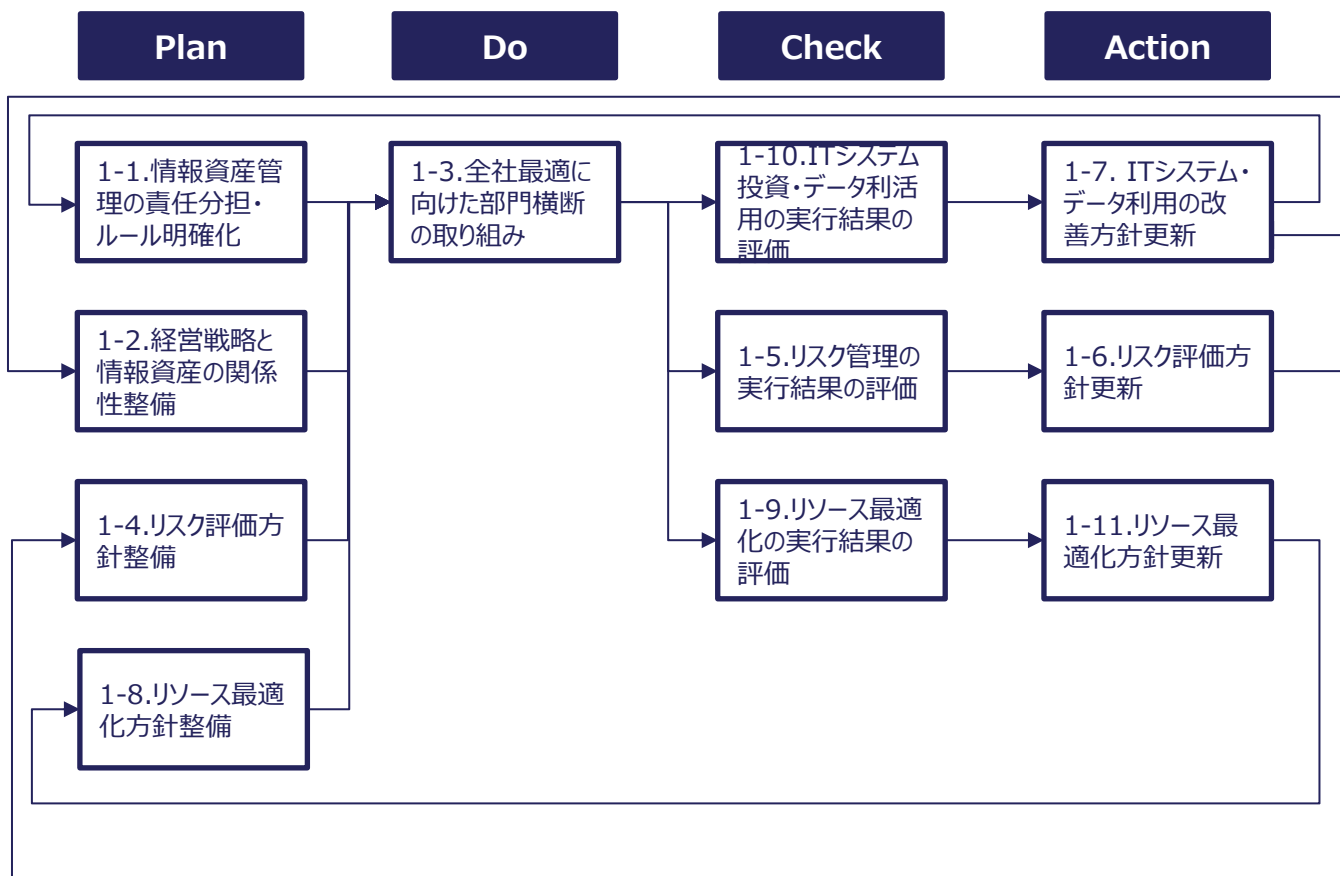 Plan
Do
Check
Action
1-1.情報資産管
理の責任分担・
ルール明確化
1-3.全社最適に
向けた部門横断
の取り組み
1-10.ITシステム
投資・データ利活
用の実行結果の
評価
1-7. ITシステム・
データ利用の改
善方針更新
1-2.経営戦略と
情報資産の関係
性整備
1-5.リスク管理の
実行結果の評価
1-6.リスク評価方
針更新
1-4.リスク評価方
針整備
1-9.リソース最適
化の実行結果の
評価
1-11.リソース最
適化方針更新
1-8.リソース最適
化方針整備